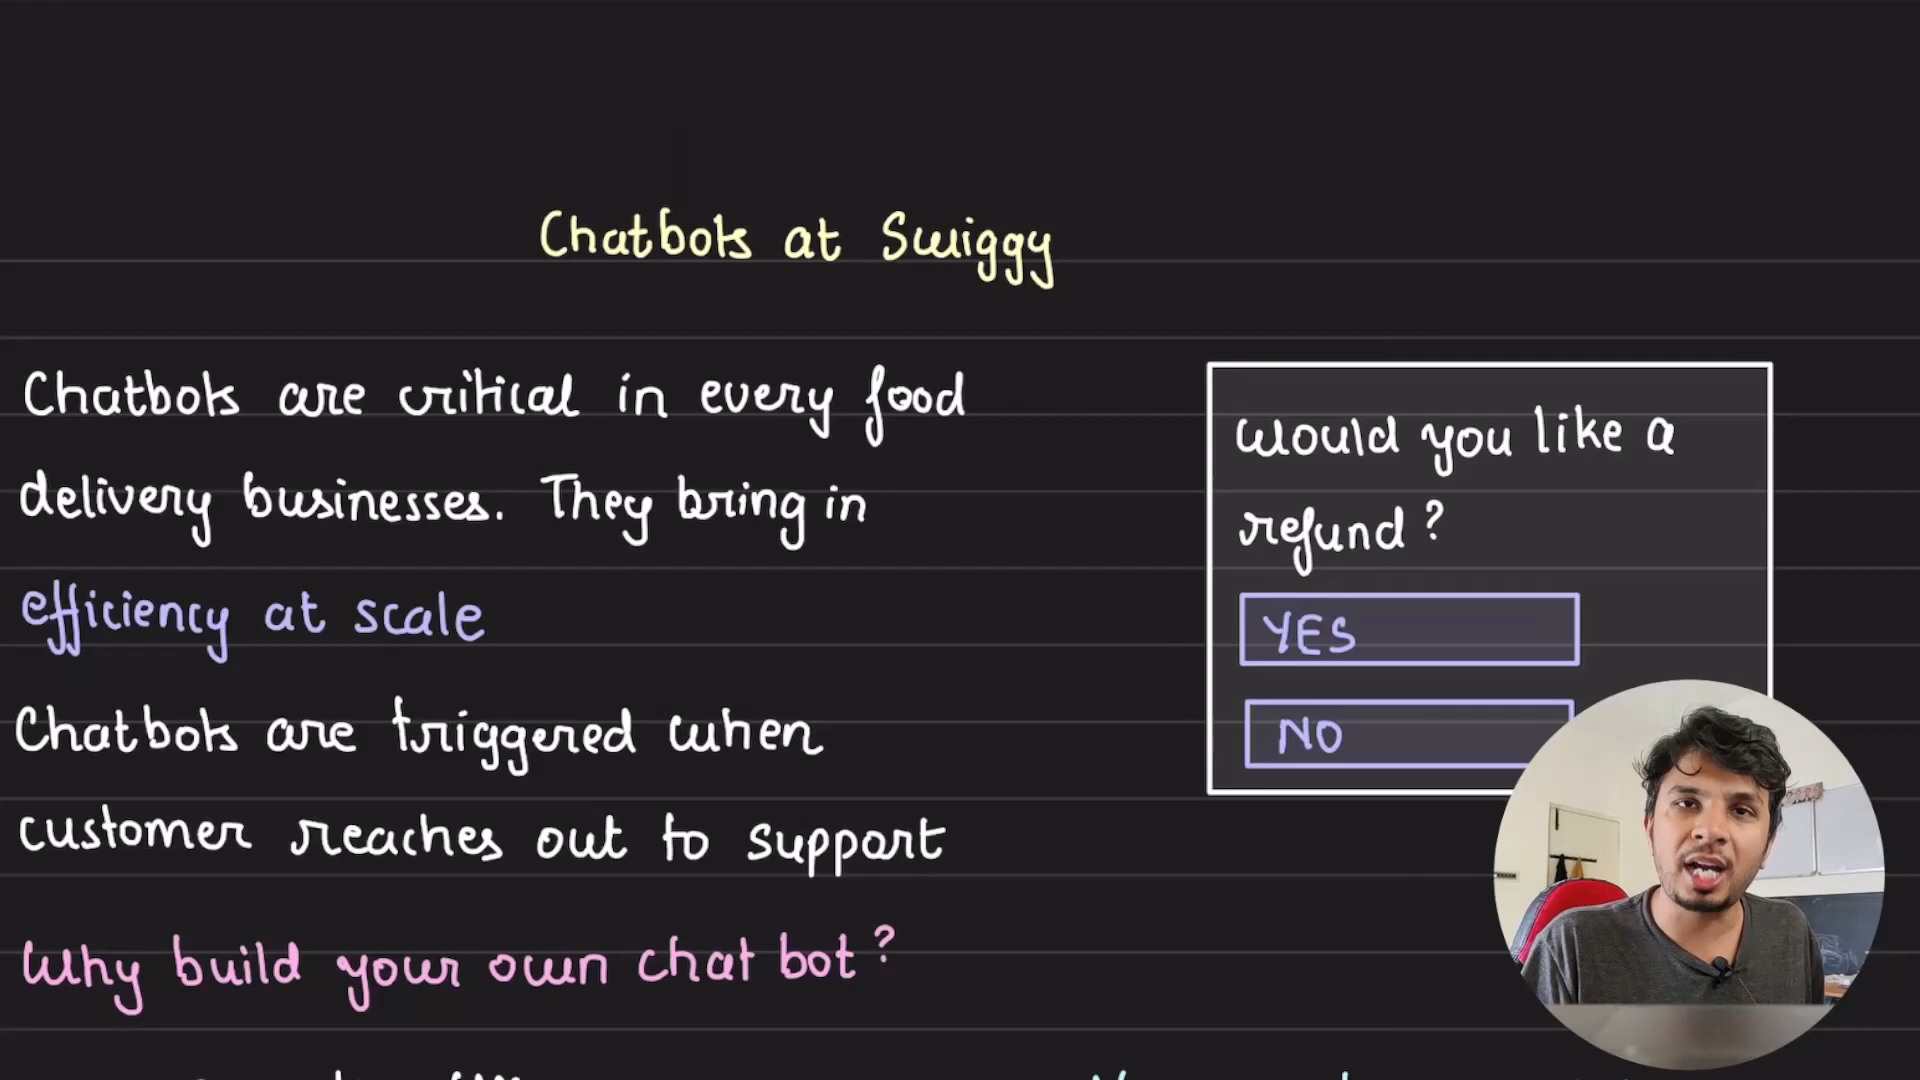 Chatbots at Swiggy
Chatbots are critical in every food
delivery businesses. They bring in
efficiency at scale
Chatbots are triggered when
customer reaches out to support
Why build your own chat bot?
Would you like a
refund?
YES
NO